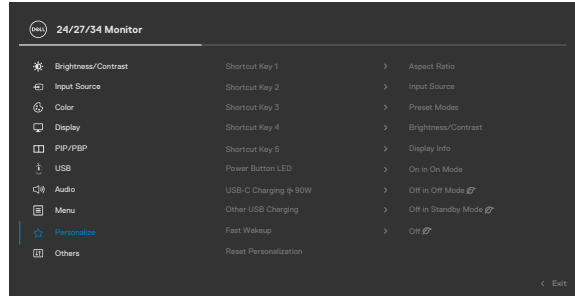 DELL 24/27/34 Monitor
Brightness/Contrast Shortcut Key 1 > Aspect Ratio
Input Source Shortcut Key 2 > Input Source
Color Shortcut Key 3 > Preset Modes
Display Shortcut Key 4 > Brightness/Contrast
PIP/PBP Shortcut Key 5 > Display Info
USB Power Button LED > On in On Mode
Audio USB-C Charging 90W > Off in Off Mode
Menu Other USB Charging > Off in Standby Mode
Personalize Fast Wakeup > Off
Others Reset Personalization
< Exit